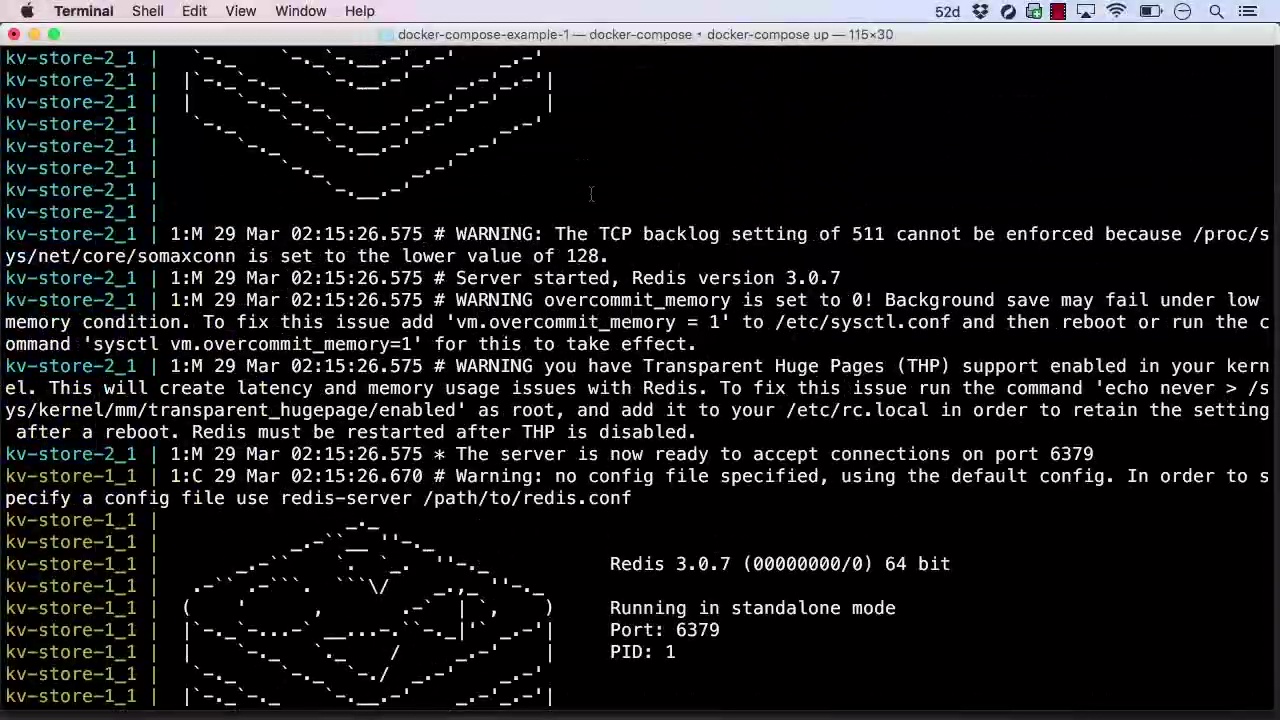 Terminal Shell Edit View Window Help 52d
docker-compose-example-1 — docker-compose • docker-compose up — 115×30
kv-store-2_1 | `-._ `-._ `-.__.-' _.-' _.-'
kv-store-2_1 | |`-._`-._ `-.__.-' _.-'_.-'|
kv-store-2_1 | | `-._`-._ _.-'_.-' |
kv-store-2_1 | `-._ `-._`-.__.-'_.-' _.-'
kv-store-2_1 | `-._ `-.__.-' _.-'
kv-store-2_1 | `-._ _.-'
kv-store-2_1 | `-.__.-'
kv-store-2_1 |
kv-store-2_1 | 1:M 29 Mar 02:15:26.575 # WARNING: The TCP backlog setting of 511 cannot be enforced because /proc/s
ys/net/core/somaxconn is set to the lower value of 128.
kv-store-2_1 | 1:M 29 Mar 02:15:26.575 # Server started, Redis version 3.0.7
kv-store-2_1 | 1:M 29 Mar 02:15:26.575 # WARNING overcommit_memory is set to 0! Background save may fail under low
memory condition. To fix this issue add 'vm.overcommit_memory = 1' to /etc/sysctl.conf and then reboot or run the c
ommand 'sysctl vm.overcommit_memory=1' for this to take effect.
kv-store-2_1 | 1:M 29 Mar 02:15:26.575 # WARNING you have Transparent Huge Pages (THP) support enabled in your kern
el. This will create latency and memory usage issues with Redis. To fix this issue run the command 'echo never > /s
ys/kernel/mm/transparent_hugepage/enabled' as root, and add it to your /etc/rc.local in order to retain the setting
after a reboot. Redis must be restarted after THP is disabled.
kv-store-2_1 | 1:M 29 Mar 02:15:26.575 * The server is now ready to accept connections on port 6379
kv-store-1_1 | 1:C 29 Mar 02:15:26.670 # Warning: no config file specified, using the default config. In order to s
pecify a config file use redis-server /path/to/redis.conf
kv-store-1_1 | _._
kv-store-1_1 | _.-``__ ''-._
kv-store-1_1 | _.-`` `. `_. ''-._ Redis 3.0.7 (00000000/0) 64 bit
kv-store-1_1 | .-`` .-```. ```\/ _.,_ ''-._
kv-store-1_1 | ( ' , .-` | `, ) Running in standalone mode
kv-store-1_1 | |`-._`-...-` __...-.``-._|'` _.-'| Port: 6379
kv-store-1_1 | | `-._ `._ / _.-' | PID: 1
kv-store-1_1 | `-._ `-._ `-./ _.-' _.-'
kv-store-1_1 | |`-._`-._ `-.__.-' _.-'_.-'|